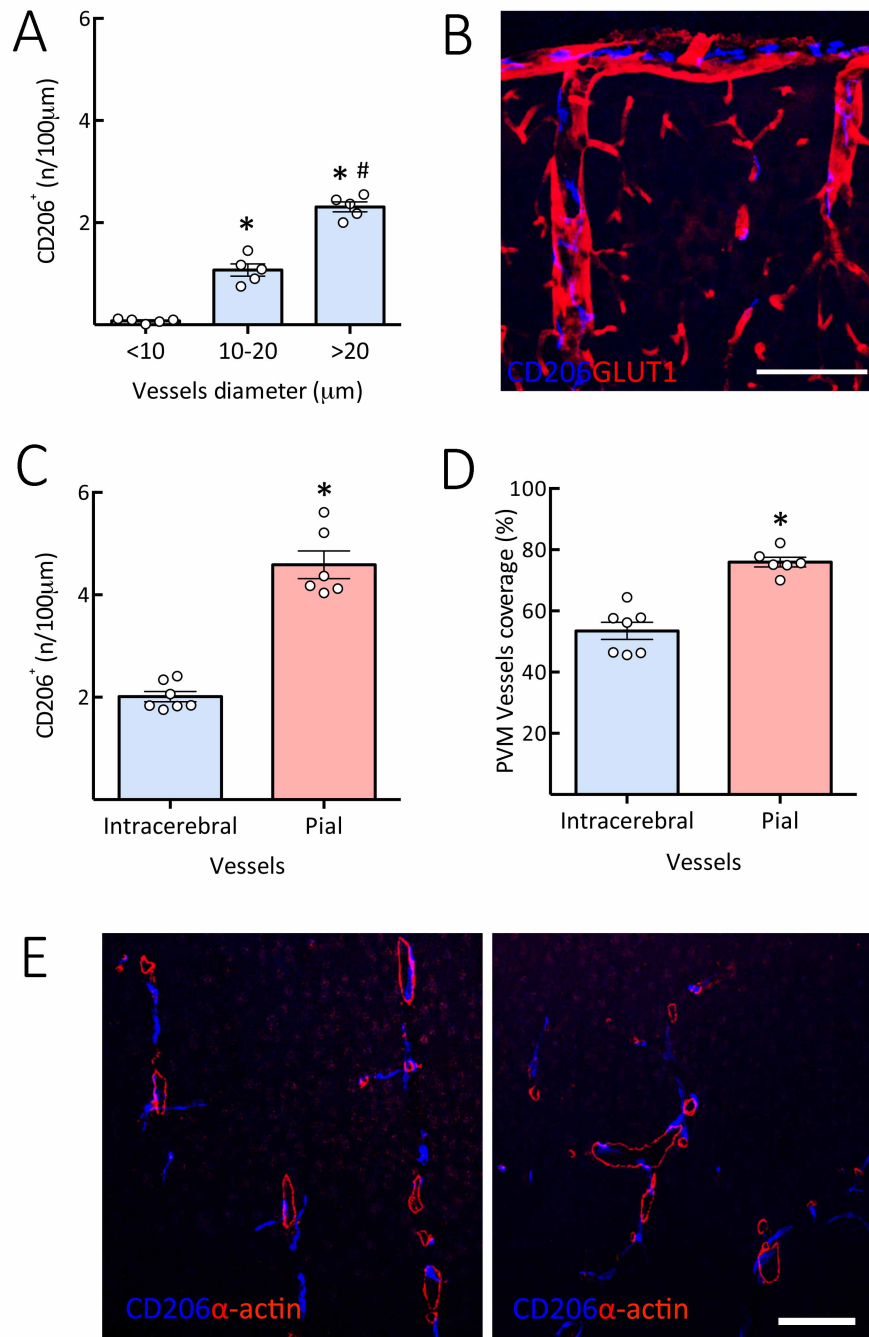 A
CD206⁺ (n/100μm)
6
4
2
*
* #
<10 10-20 >20
Vessels diameter (μm)
B
CD206GLUT1
C
CD206⁺ (n/100μm)
6
4
2
*
Intracerebral Pial
Vessels
D
PVM Vessels coverage (%)
100
80
60
40
20
*
Intracerebral Pial
Vessels
E
CD206α-actin
CD206α-actin